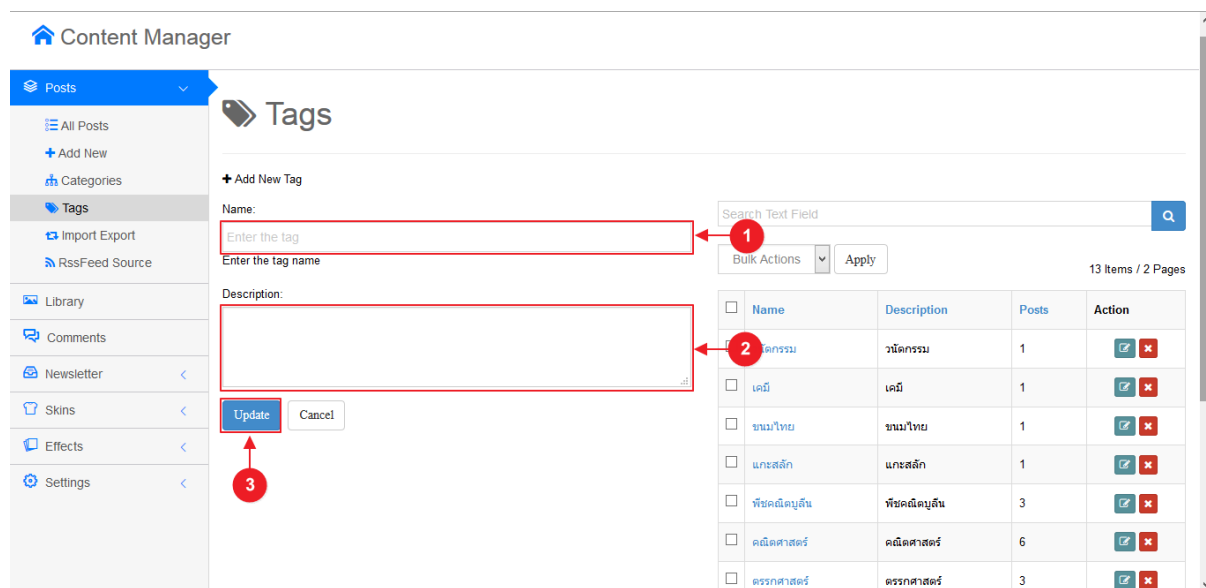 Content Manager
Posts
All Posts
Add New
Categories
Tags
Import Export
RssFeed Source
Library
Comments
Newsletter
Skins
Effects
Settings
Tags
Add New Tag
Name:
Enter the tag
Enter the tag name
Description:
Update Cancel
1
2
3
Search Text Field
Bulk Actions Apply
13 Items / 2 Pages
Name Description Posts Action
วนัดกรรม 1
เคมี เคมี 1
ขนมไทย ขนมไทย 1
แกะสลัก แกะสลัก 1
พีชคณิตบูลีน พีชคณิตบูลีน 3
คณิตศาสตร์ คณิตศาสตร์ 6
ตรรกศาสตร์ ตรรกศาสตร์ 3